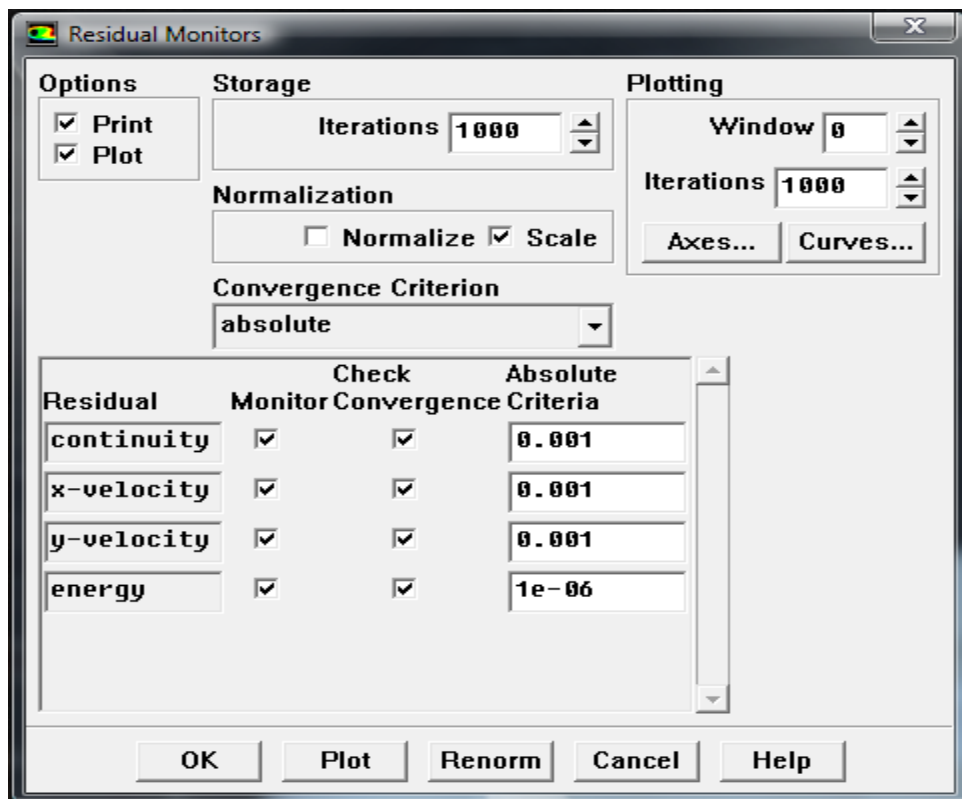 Residual Monitors
Options
Print
Plot
Storage
Iterations 1000
Normalization
Normalize Scale
Convergence Criterion
absolute
Plotting
Window 0
Iterations 1000
Axes... Curves...
Check Absolute
Residual Monitor Convergence Criteria
continuity 0.001
x-velocity 0.001
y-velocity 0.001
energy 1e-06
OK Plot Renorm Cancel Help